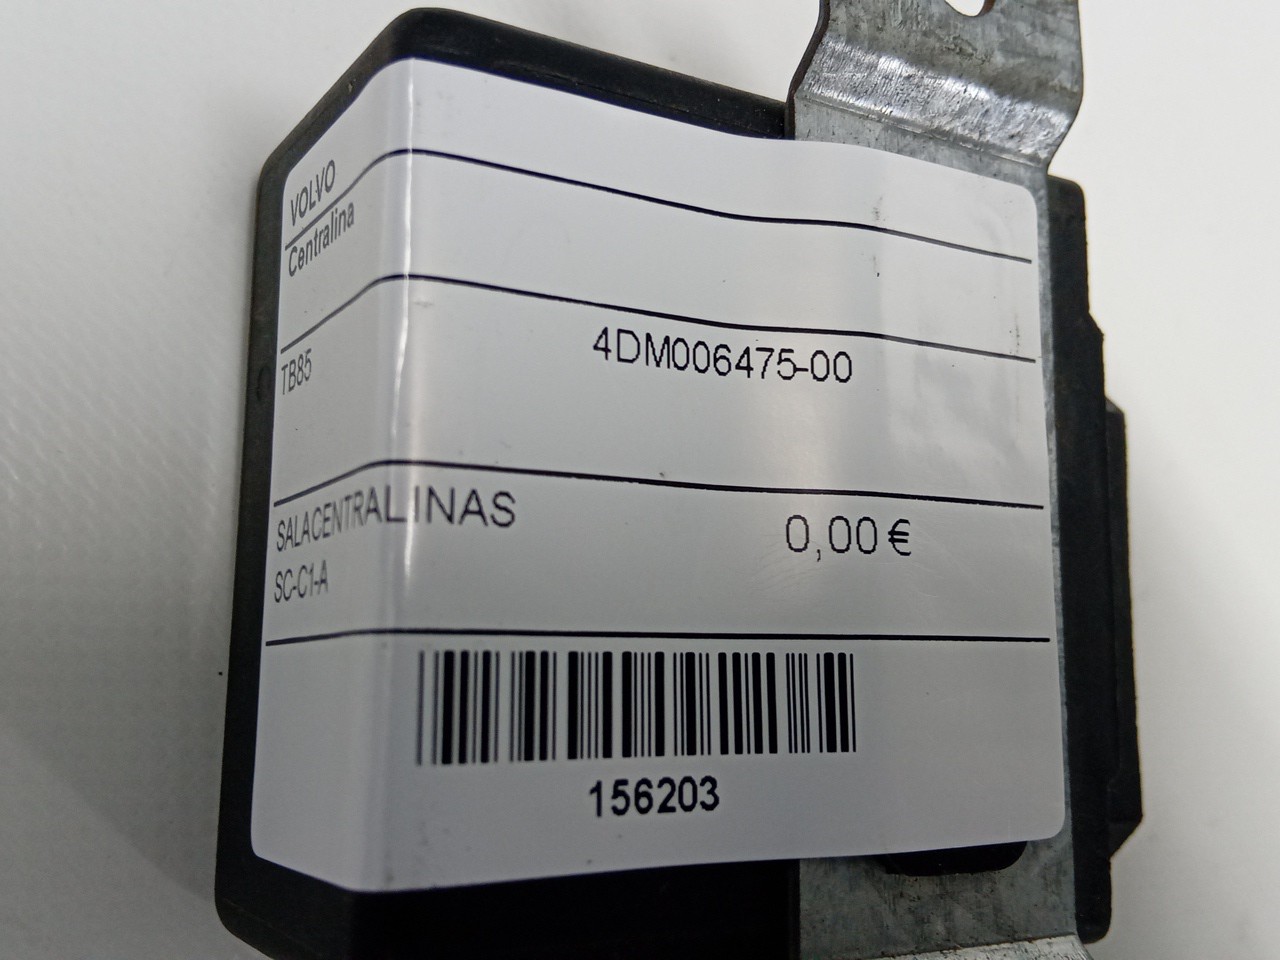 VOLVO
Centralina
TB85 4DM006475-00
SALACENTRALINAS 0,00 €
SC-C1-A
156203